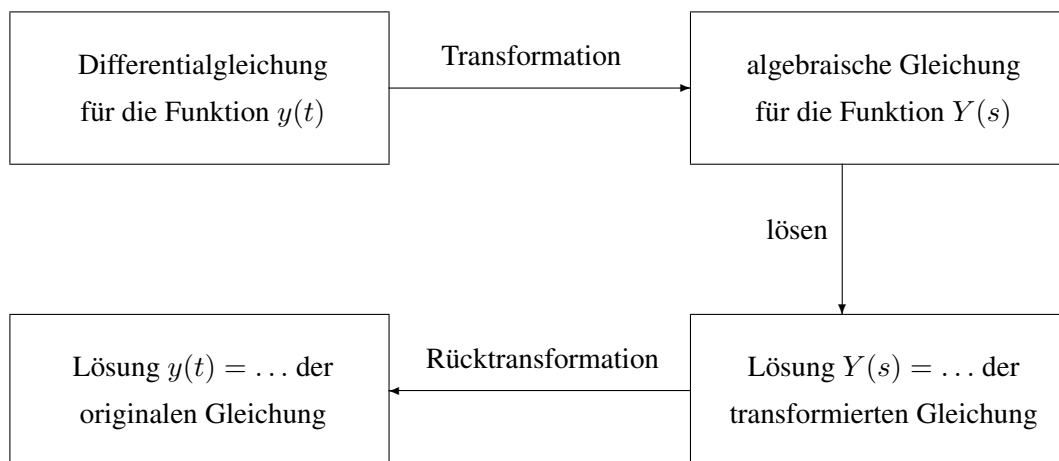 Differentialgleichung
für die Funktion y(t)
Transformation
algebraische Gleichung
für die Funktion Y(s)
lösen
Lösung Y(s) = ... der
transformierten Gleichung
Rücktransformation
Lösung y(t) = ... der
originalen Gleichung